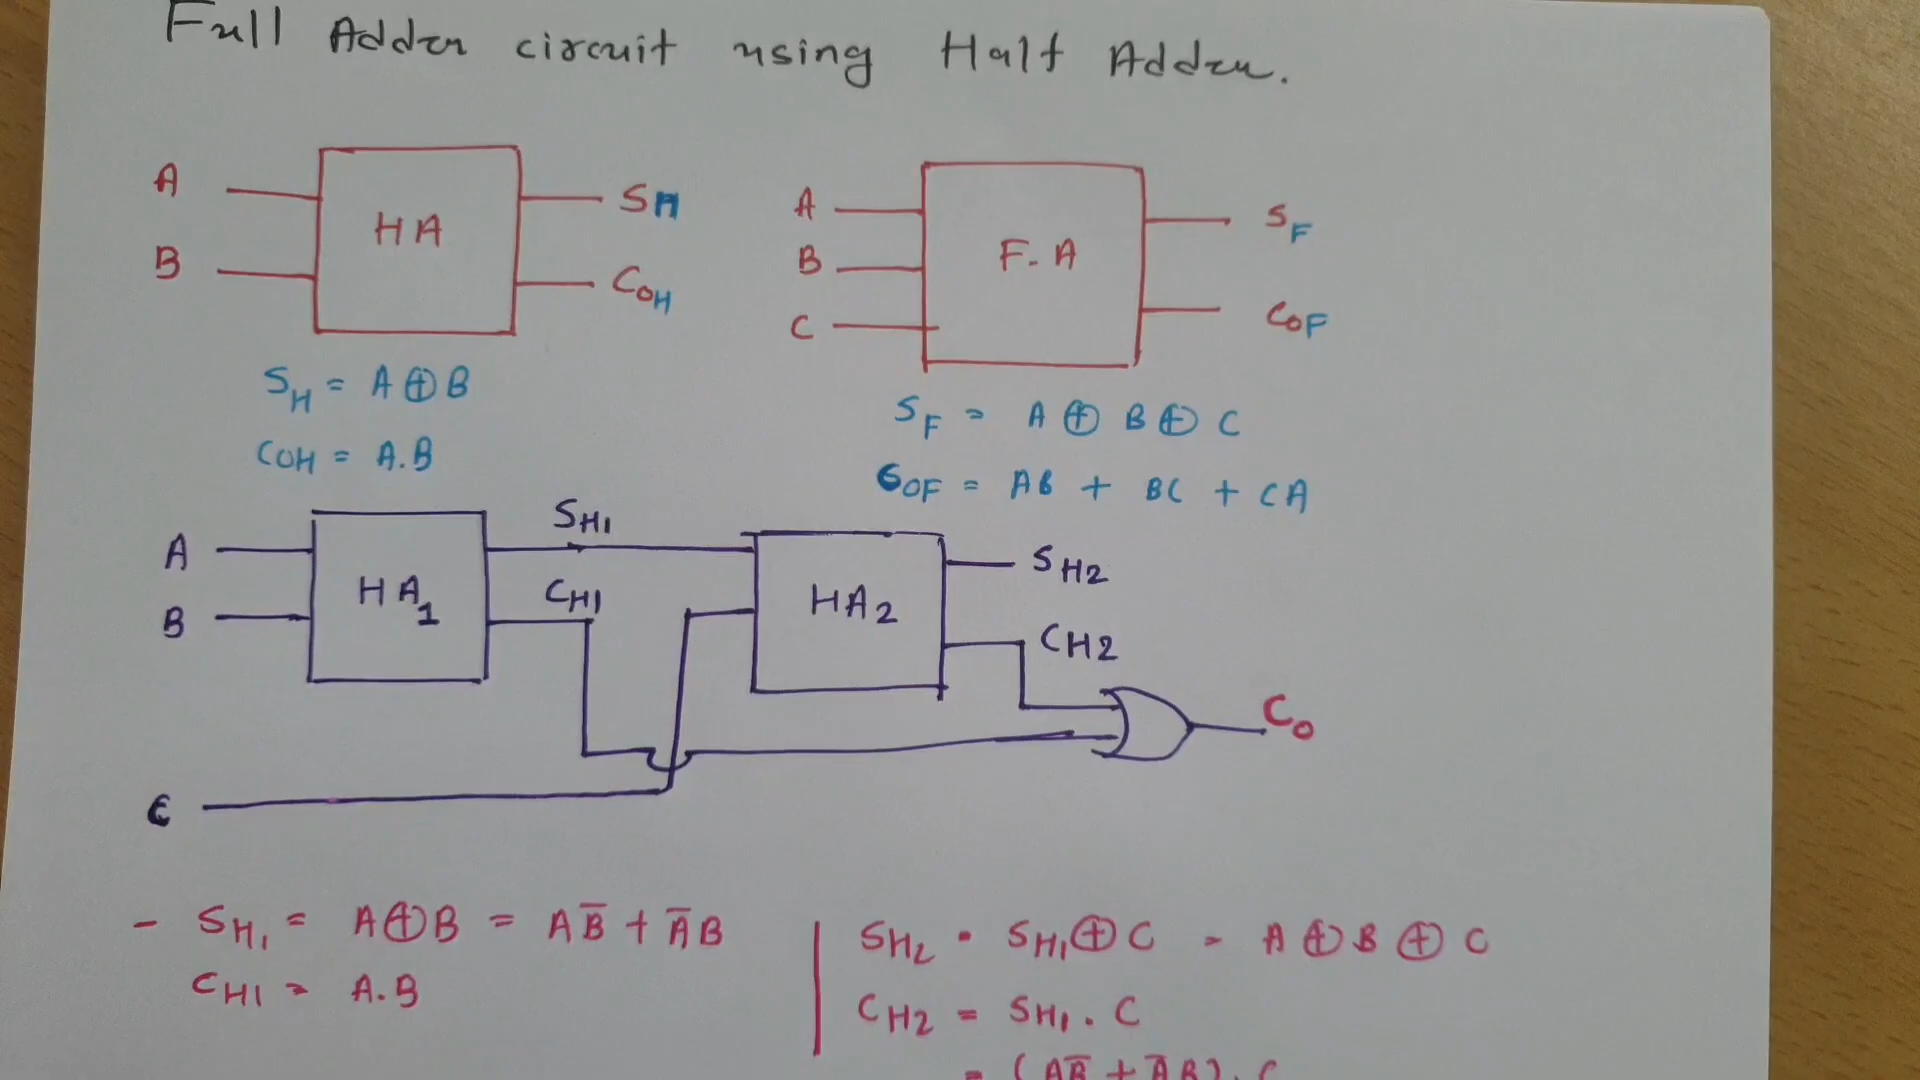 Full Adder circuit using Half Adder.
A
B
HA
SH
COH
A
B
C
F.A
SF
COF
SH = A ⊕ B
COH = A.B
SF = A ⊕ B ⊕ C
COF = AB + BC + CA
A
B
HA1
SH1
CH1
HA2
SH2
CH2
CO
C
- SH1 = A⊕B = AB̅ + A̅B
CH1 = A.B
SH2 = SH1 ⊕ C = A ⊕ B ⊕ C
CH2 = SH1 . C
= (AB̅ + A̅B) . C